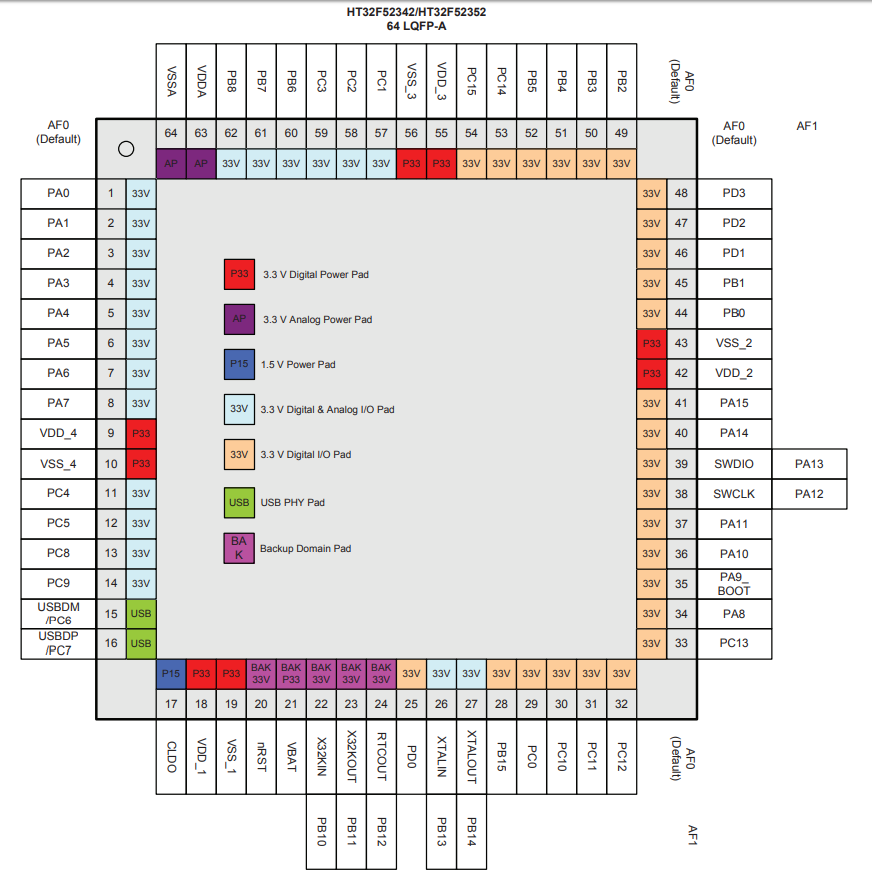 HT32F52342/HT32F52352
64 LQFP-A
VSSA VDDA PB8 PB7 PB6 PC3 PC2 PC1 VSS_3 VDD_3 PC15 PC14 PB5 PB4 PB3 PB2
AF0
(Default)
AF0
(Default)
AF0
(Default)
AF1
64 63 62 61 60 59 58 57 56 55 54 53 52 51 50 49
AP AP 33V 33V 33V 33V 33V 33V P33 P33 33V 33V 33V 33V 33V 33V
PA0 1 33V 33V 48 PD3
PA1 2 33V 33V 47 PD2
PA2 3 33V 33V 46 PD1
PA3 4 33V 33V 45 PB1
PA4 5 33V 33V 44 PB0
PA5 6 33V P33 43 VSS_2
PA6 7 33V P33 42 VDD_2
PA7 8 33V 33V 41 PA15
VDD_4 9 P33 33V 40 PA14
VSS_4 10 P33 33V 39 SWDIO PA13
PC4 11 33V 33V 38 SWCLK PA12
PC5 12 33V 33V 37 PA11
PC8 13 33V 33V 36 PA10
PC9 14 33V 33V 35 PA9_
BOOT
USBDM
/PC6 15 USB 33V 34 PA8
USBDP
/PC7 16 USB 33V 33 PC13
P33 3.3 V Digital Power Pad
AP 3.3 V Analog Power Pad
P15 1.5 V Power Pad
33V 3.3 V Digital & Analog I/O Pad
33V 3.3 V Digital I/O Pad
USB USB PHY Pad
BA
K Backup Domain Pad
P15 P33 P33 BAK BAK BAK BAK BAK 33V 33V 33V 33V 33V 33V 33V 33V
33V P33 33V 33V 33V
17 18 19 20 21 22 23 24 25 26 27 28 29 30 31 32
CLDO VDD_1 VSS_1 nRST VBAT X32KIN X32KOUT RTCOUT PD0 XTALIN XTALOUT PB15 PC0 PC10 PC11 PC12
AF0
(Default)
PB10 PB11 PB12 PB13 PB14
AF1